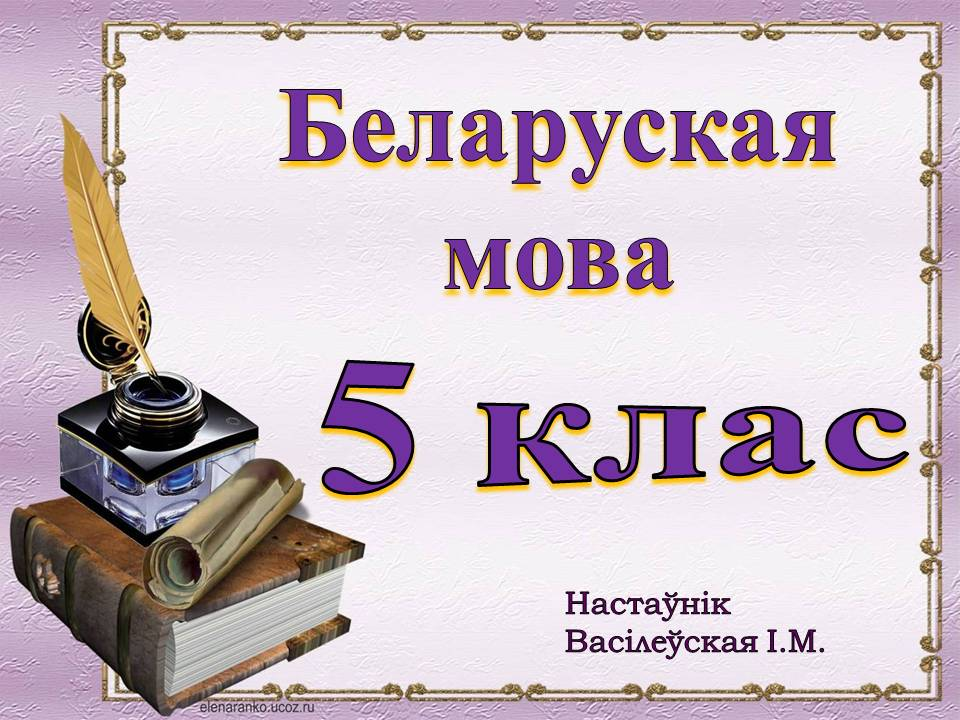 Беларуская
мова
5 клас
Настаўнік
Васілеўская І.М.
elenaranko.ucoz.ru